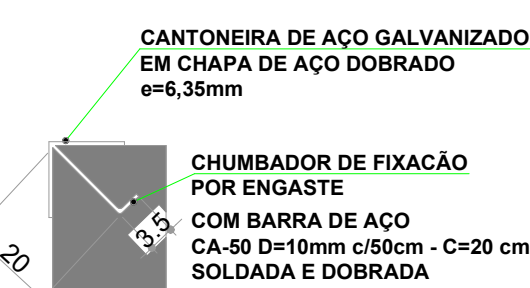 CANTONEIRA DE AÇO GALVANIZADO
EM CHAPA DE AÇO DOBRADO
e=6,35mm
CHUMBADOR DE FIXACÃO
POR ENGASTE
COM BARRA DE AÇO
CA-50 D=10mm c/50cm - C=20 cm
SOLDADA E DOBRADA
3.5
20